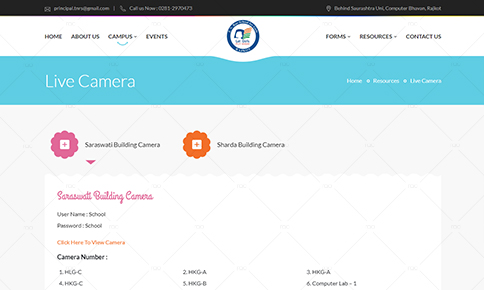 principal.tnrs@gmail.com | Call us Now : 0281-2970473
Behind Saurashtra Uni, Computer Bhavan, Rajkot
HOME ABOUT US CAMPUS EVENTS
FORMS RESOURCES CONTACT US
Live Camera
Home Resources Live Camera
Saraswati Building Camera Sharda Building Camera
Saraswati Building Camera
User Name : School
Password : School
Click Here To View Camera
Camera Number :
1. HLG-C 2. HKG-A 3. HKG-A
4. HKG-C 5. HKG-B 6. Computer Lab - 1